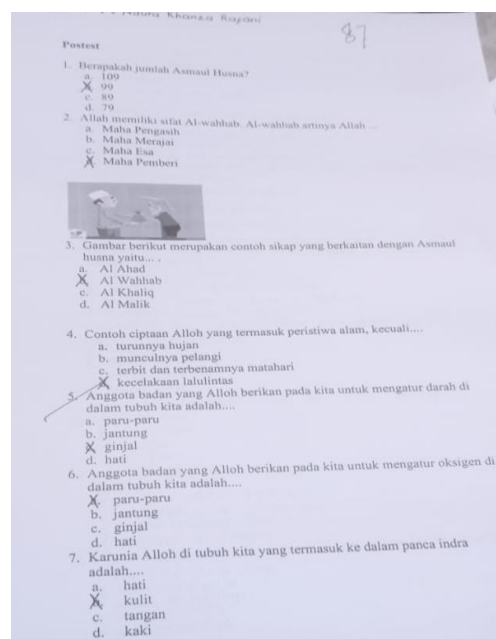 Naura Khanza Rayani
87
Postest
1. Berapakah jumlah Asmaul Husna?
a. 109
b. 99
c. 89
d. 79
2. Allah memiliki sifat Al-wahhab. Al-wahhab artinya Allah ...
a. Maha Pengasih
b. Maha Merajai
c. Maha Esa
d. Maha Pemberi
3. Gambar berikut merupakan contoh sikap yang berkaitan dengan Asmaul
husna yaitu... .
a. Al Ahad
b. Al Wahhab
c. Al Khaliq
d. Al Malik
4. Contoh ciptaan Alloh yang termasuk peristiwa alam, kecuali....
a. turunnya hujan
b. munculnya pelangi
c. terbit dan terbenamnya matahari
d. kecelakaan lalulintas
5. Anggota badan yang Alloh berikan pada kita untuk mengatur darah di
dalam tubuh kita adalah....
a. paru-paru
b. jantung
c. ginjal
d. hati
6. Anggota badan yang Alloh berikan pada kita untuk mengatur oksigen di
dalam tubuh kita adalah....
a. paru-paru
b. jantung
c. ginjal
d. hati
7. Karunia Alloh di tubuh kita yang termasuk ke dalam panca indra
adalah....
a. hati
b. kulit
c. tangan
d. kaki